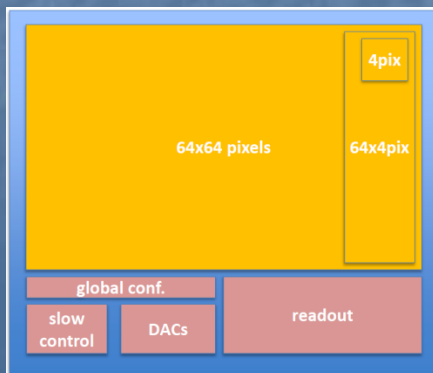 4pix
64x64 pixels
64x4pix
global conf.
slow
control
DACs
readout